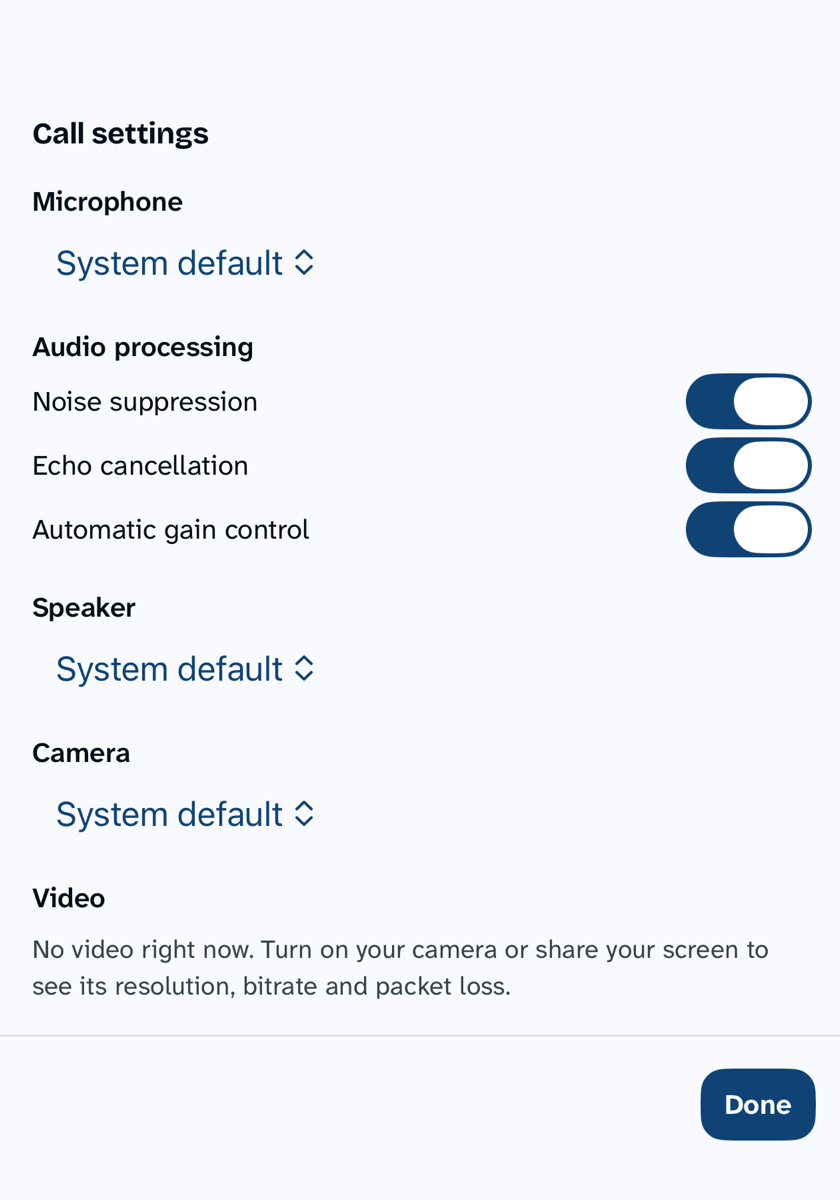 Call settings
Microphone
System default
Audio processing
Noise suppression
Echo cancellation
Automatic gain control
Speaker
System default
Camera
System default
Video
No video right now. Turn on your camera or share your screen to
see its resolution, bitrate and packet loss.
Done